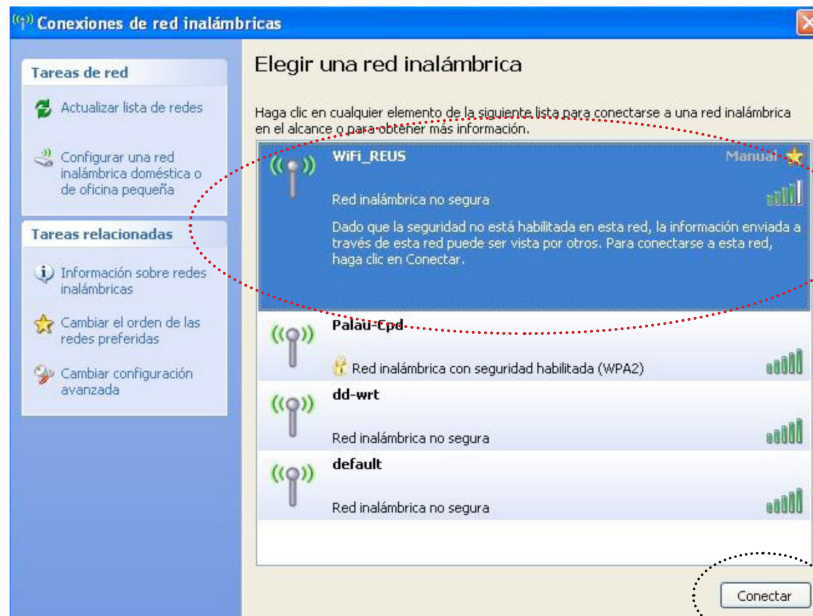 Conexiones de red inalámbricas
Tareas de red
Actualizar lista de redes
Configurar una red
inalámbrica doméstica o
de oficina pequeña
Tareas relacionadas
Información sobre redes
inalámbricas
Cambiar el orden de las
redes preferidas
Cambiar configuración
avanzada
Elegir una red inalámbrica
Haga clic en cualquier elemento de la siguiente lista para conectarse a una red inalámbrica
en el alcance o para obtener más información.
WiFi_REUS Manual
Red inalámbrica no segura
Dado que la seguridad no está habilitada en esta red, la información enviada a
través de esta red puede ser vista por otros. Para conectarse a esta red,
haga clic en Conectar.
Palau-Cpd
Red inalámbrica con seguridad habilitada (WPA2)
dd-wrt
Red inalámbrica no segura
default
Red inalámbrica no segura
Conectar